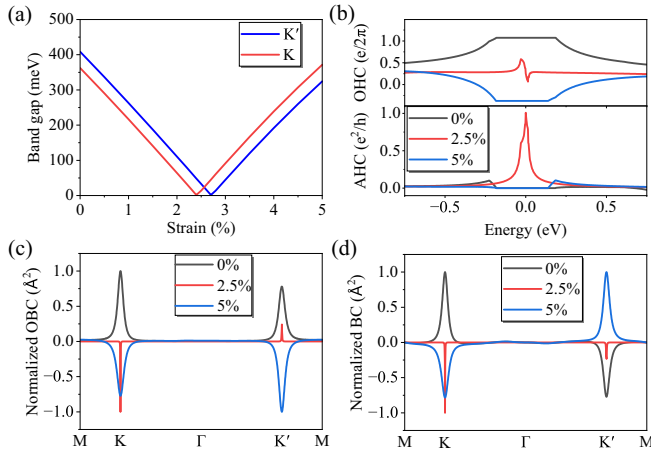 (a)
500
400
300
200
100
0
Band gap (meV)
K′
K
0 1 2 3 4 5
Strain (%)
(b)
1.0
0.5
0.0
OHC (e/2π)
1.0
0.5
0.0
AHC (e²/h)
0%
2.5%
5%
−0.5 0.0 0.5
Energy (eV)
(c)
1.0
0.5
0.0
−0.5
−1.0
Normalized OBC (Å²)
0%
2.5%
5%
M K Γ K′ M
(d)
1.0
0.5
0.0
−0.5
−1.0
Normalized BC (Å²)
0%
2.5%
5%
M K Γ K′ M